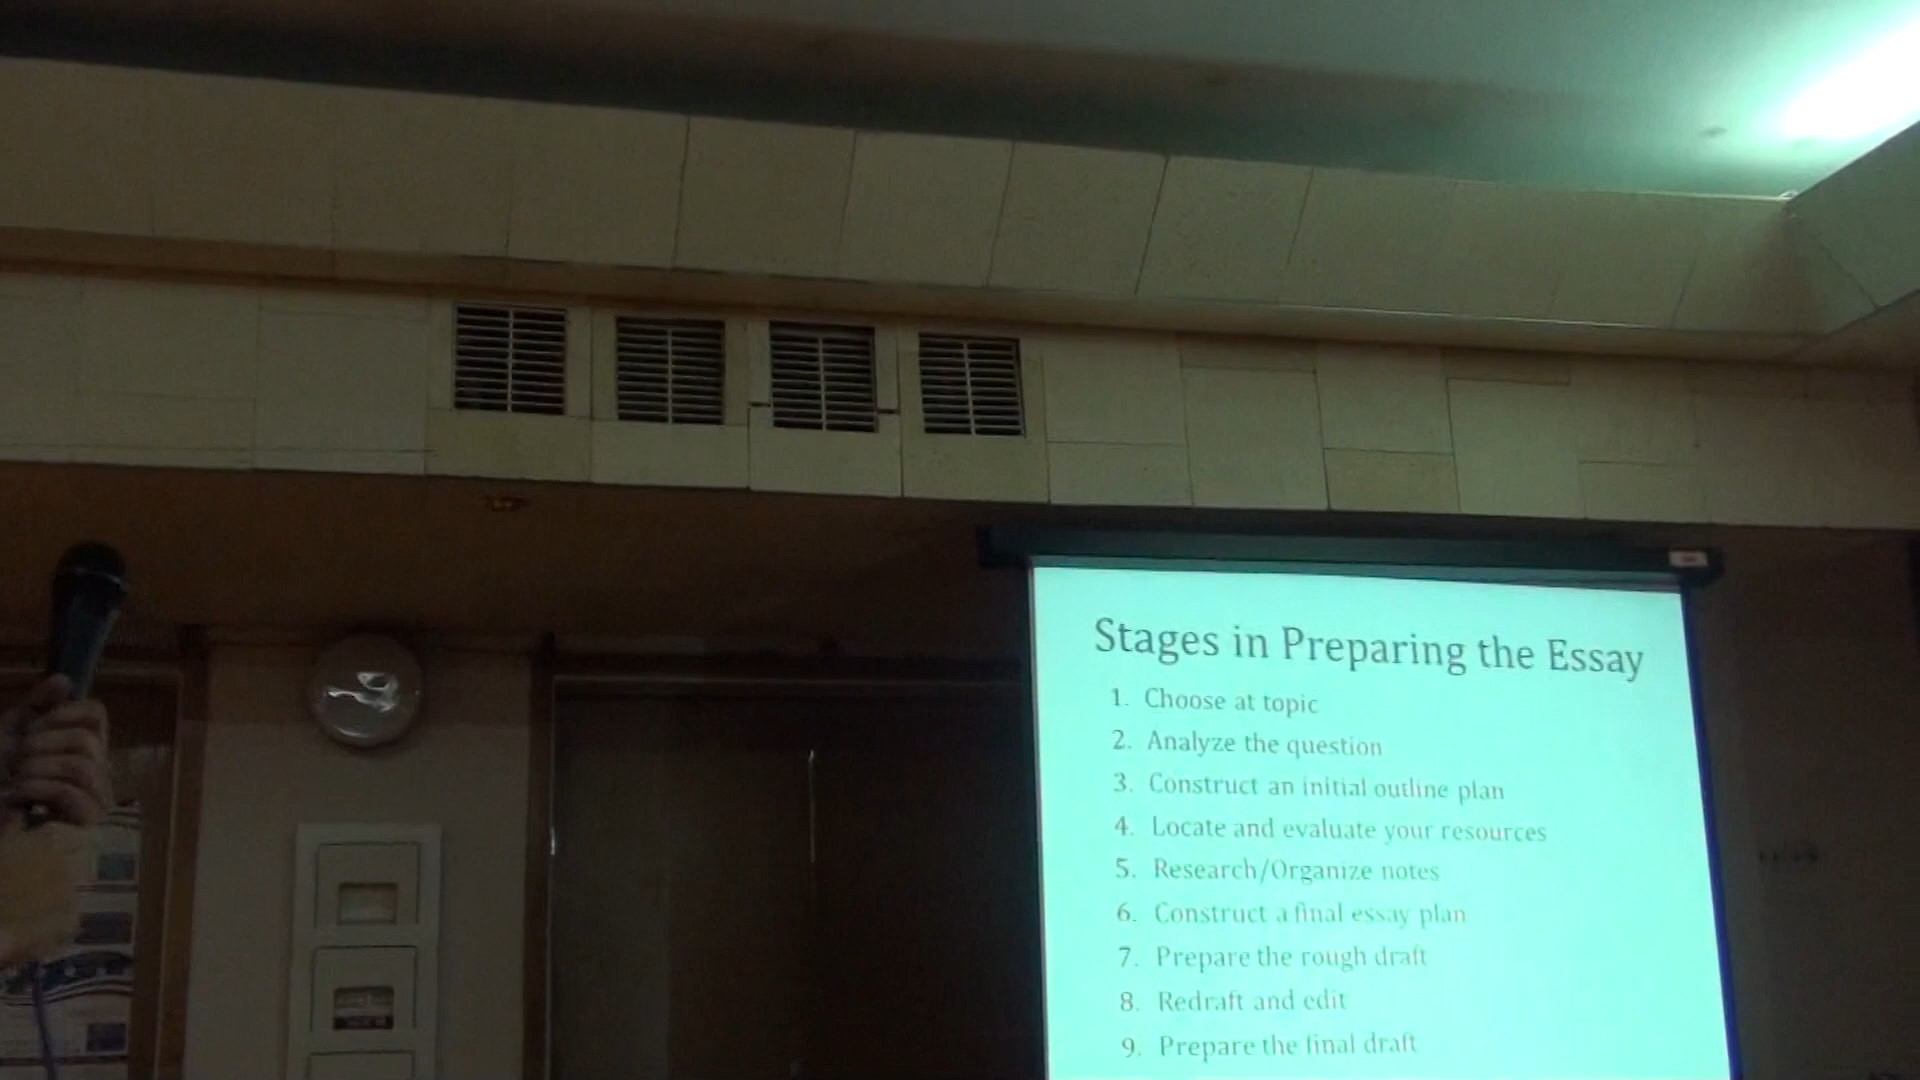 Stages in Preparing the Essay
1. Choose at topic
2. Analyze the question
3. Construct an initial outline plan
4. Locate and evaluate your resources
5. Research/Organize notes
6. Construct a final essay plan
7. Prepare the rough draft
8. Redraft and edit
9. Prepare the final draft